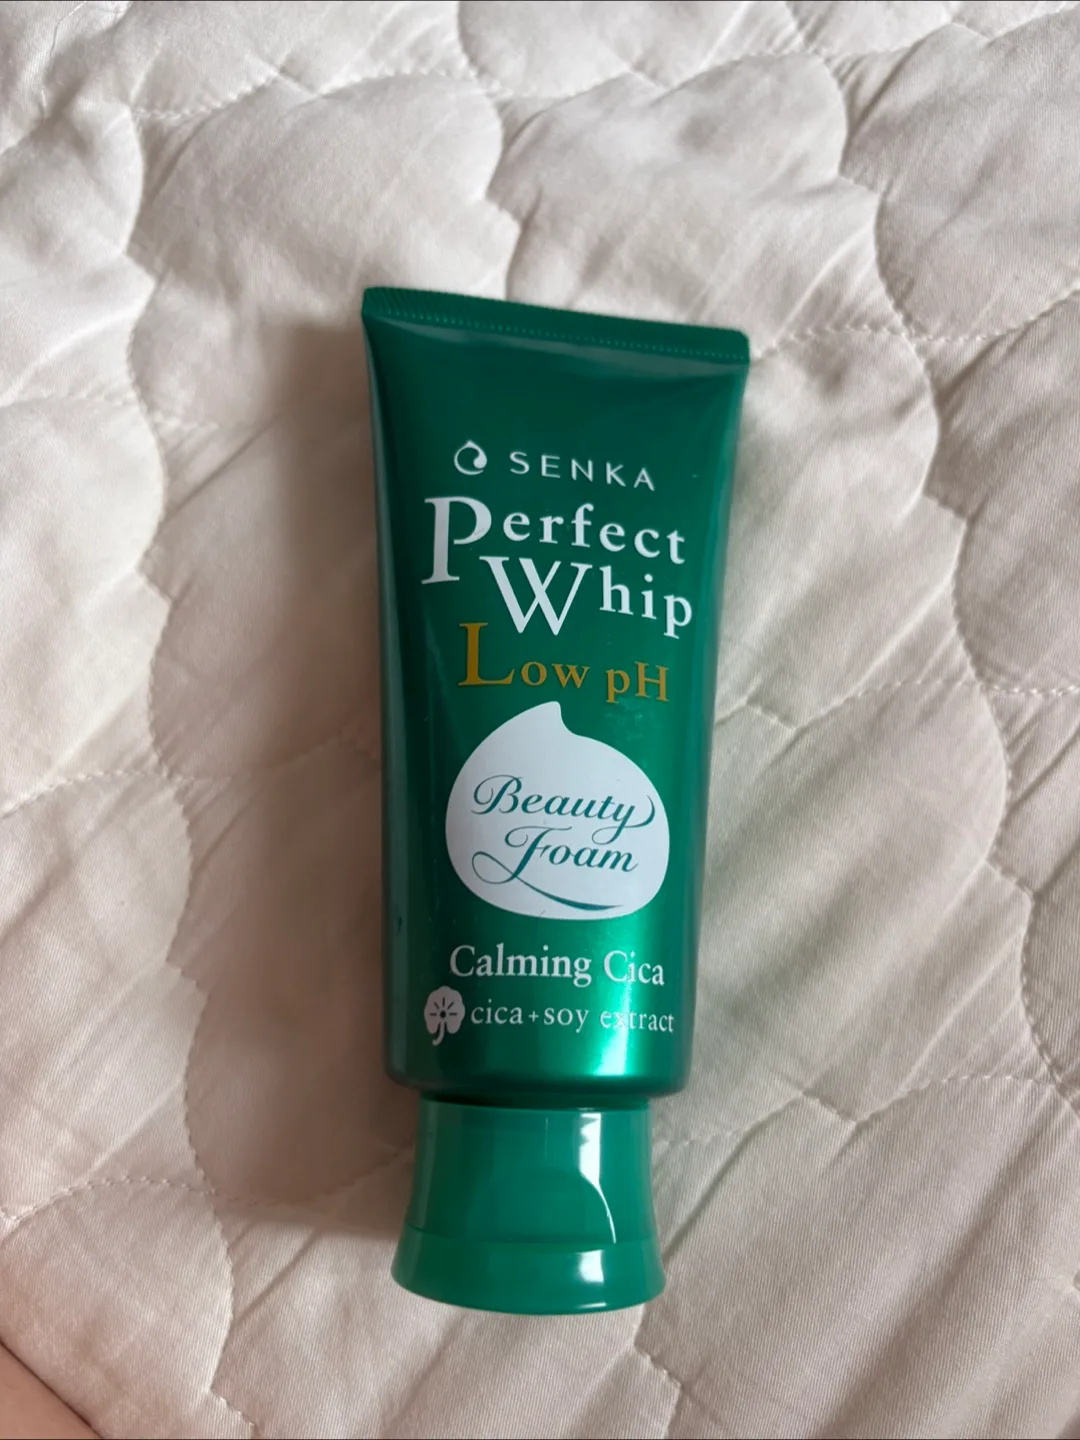 SENKA
Perfect
Whip
Low pH
Beauty
Foam
Calming Cica
cica+soy extract